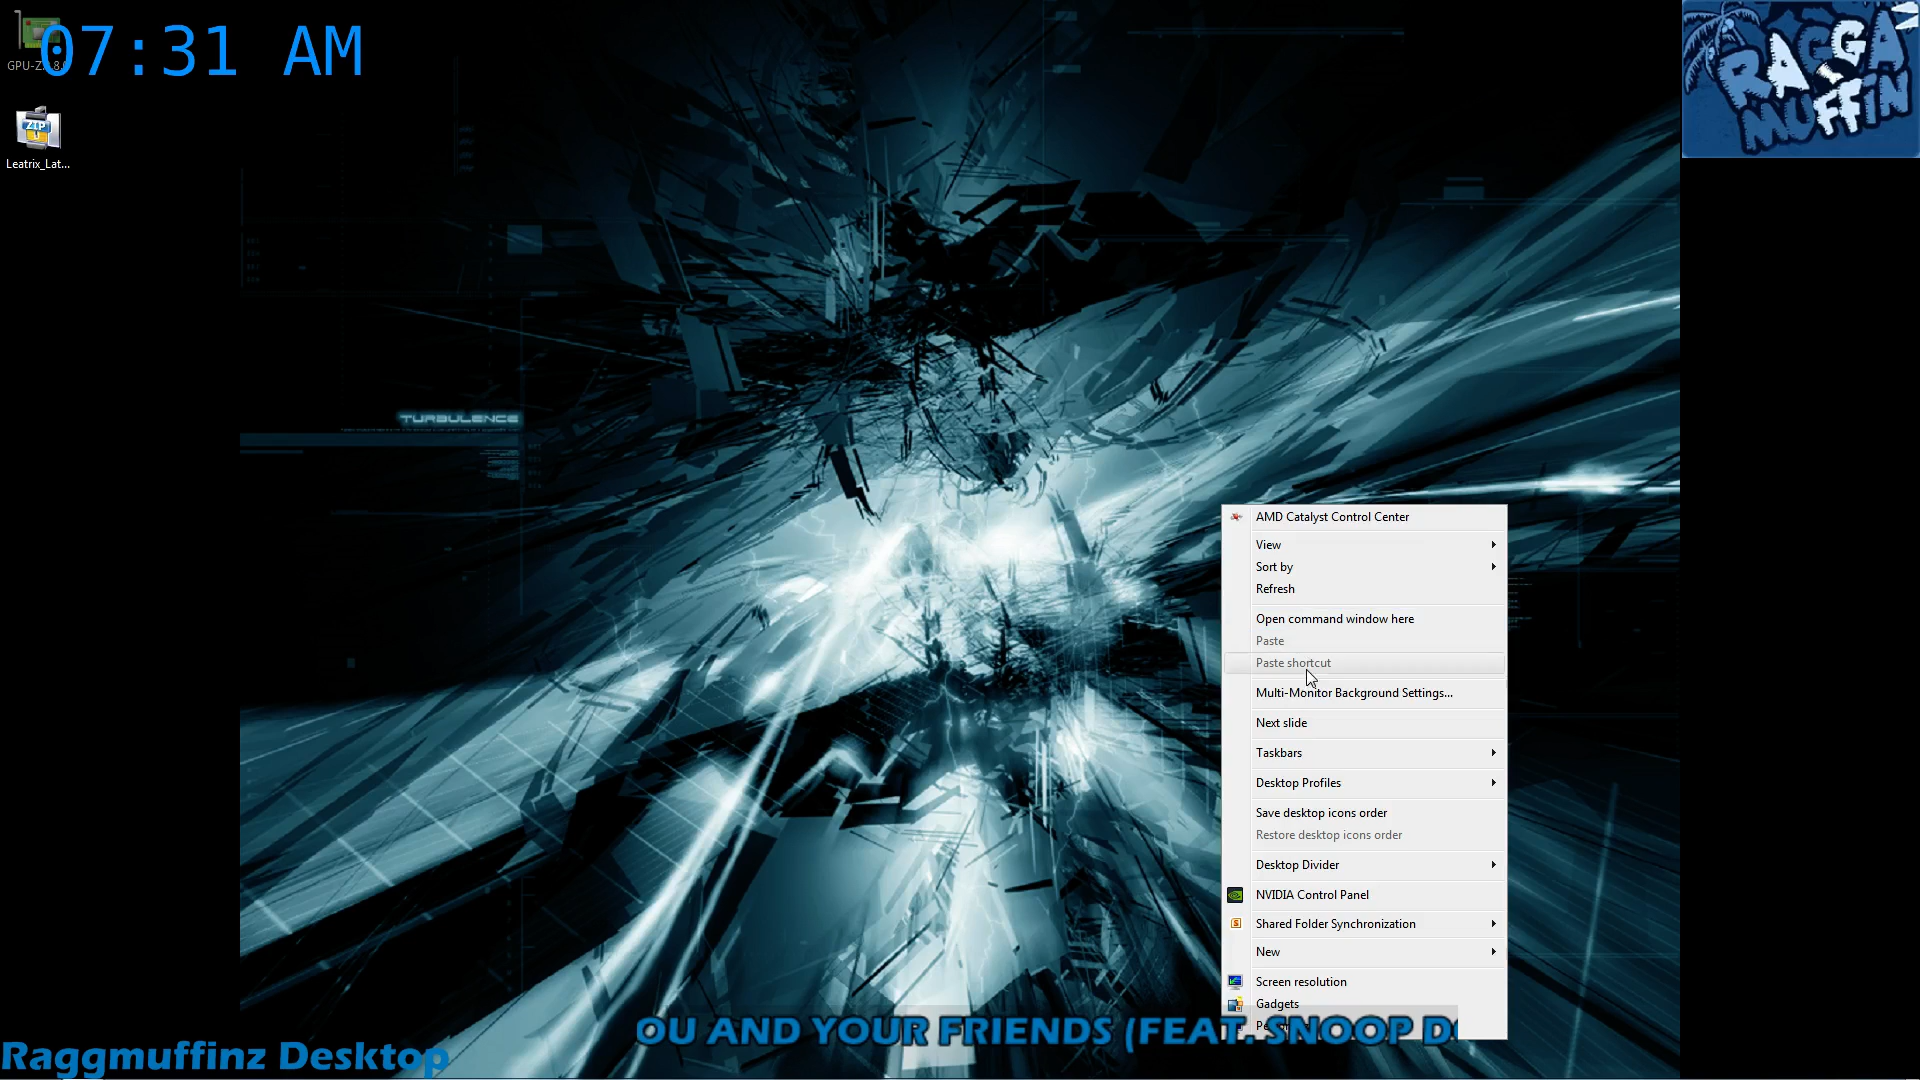 07:31 AM
GPU-Z
Leatrix_Lat...
RAGGA
MUFFIN
TURBULENCE
AMD Catalyst Control Center
View
Sort by
Refresh
Open command window here
Paste
Paste shortcut
Multi-Monitor Background Settings...
Next slide
Taskbars
Desktop Profiles
Save desktop icons order
Restore desktop icons order
Desktop Divider
NVIDIA Control Panel
Shared Folder Synchronization
New
Screen resolution
Gadgets
OU AND YOUR FRIENDS (FEAT. SNOOP D
Raggmuffinz Desktop